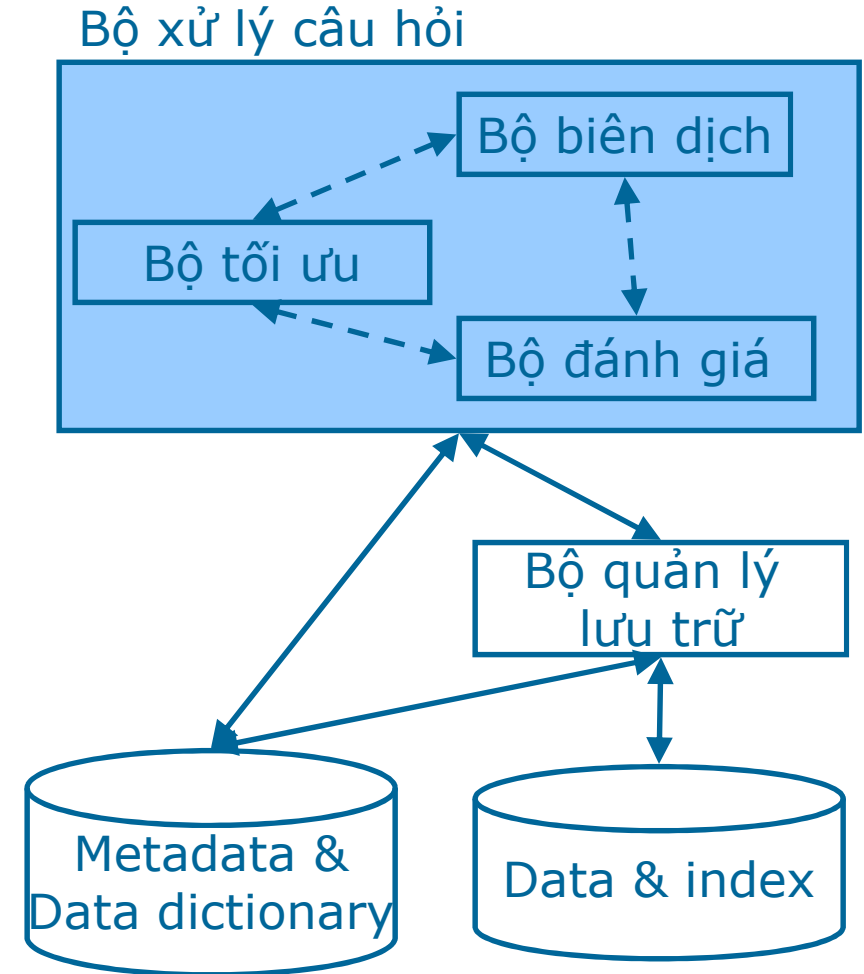 Bộ xử lý câu hỏi
Bộ biên dịch
Bộ tối ưu
Bộ đánh giá
Bộ quản lý
lưu trữ
Metadata &
Data dictionary
Data & index